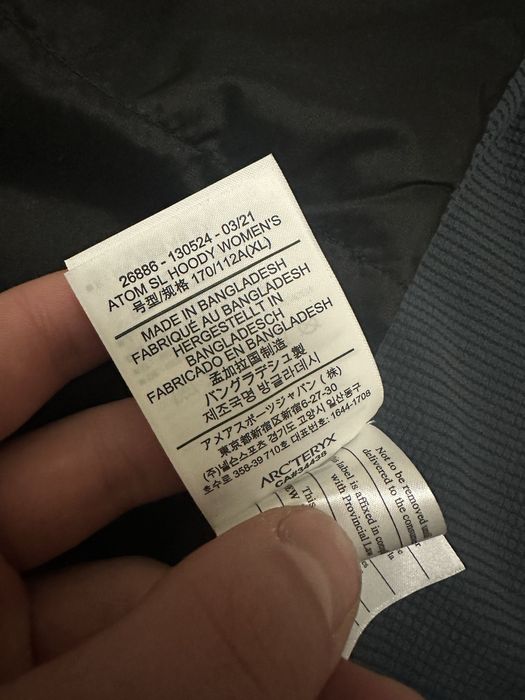 26886 - 130524 - 03/21
ATOM SL HOODY WOMEN'S
号型/规格 170/112A(XL)
MADE IN BANGLADESH
FABRIQUÉ AU BANGLADESH
HERGESTELLT IN
BANGLADESCH
FABRICADO EN BANGLADESH
孟加拉国制造
バングラデシュ製
제조국명 방글라데시
アメアスポーツジャパン (株)
東京都新宿区新宿6-27-30
(주)넬슨스포츠 경기도 고양시 일산동구
호수로 358-39 710호 대표번호: 1644-1708
ARC'TERYX
CA#34438
Not to be removed
delivered to the consumer
label is affixed in
with Provincial Law
This